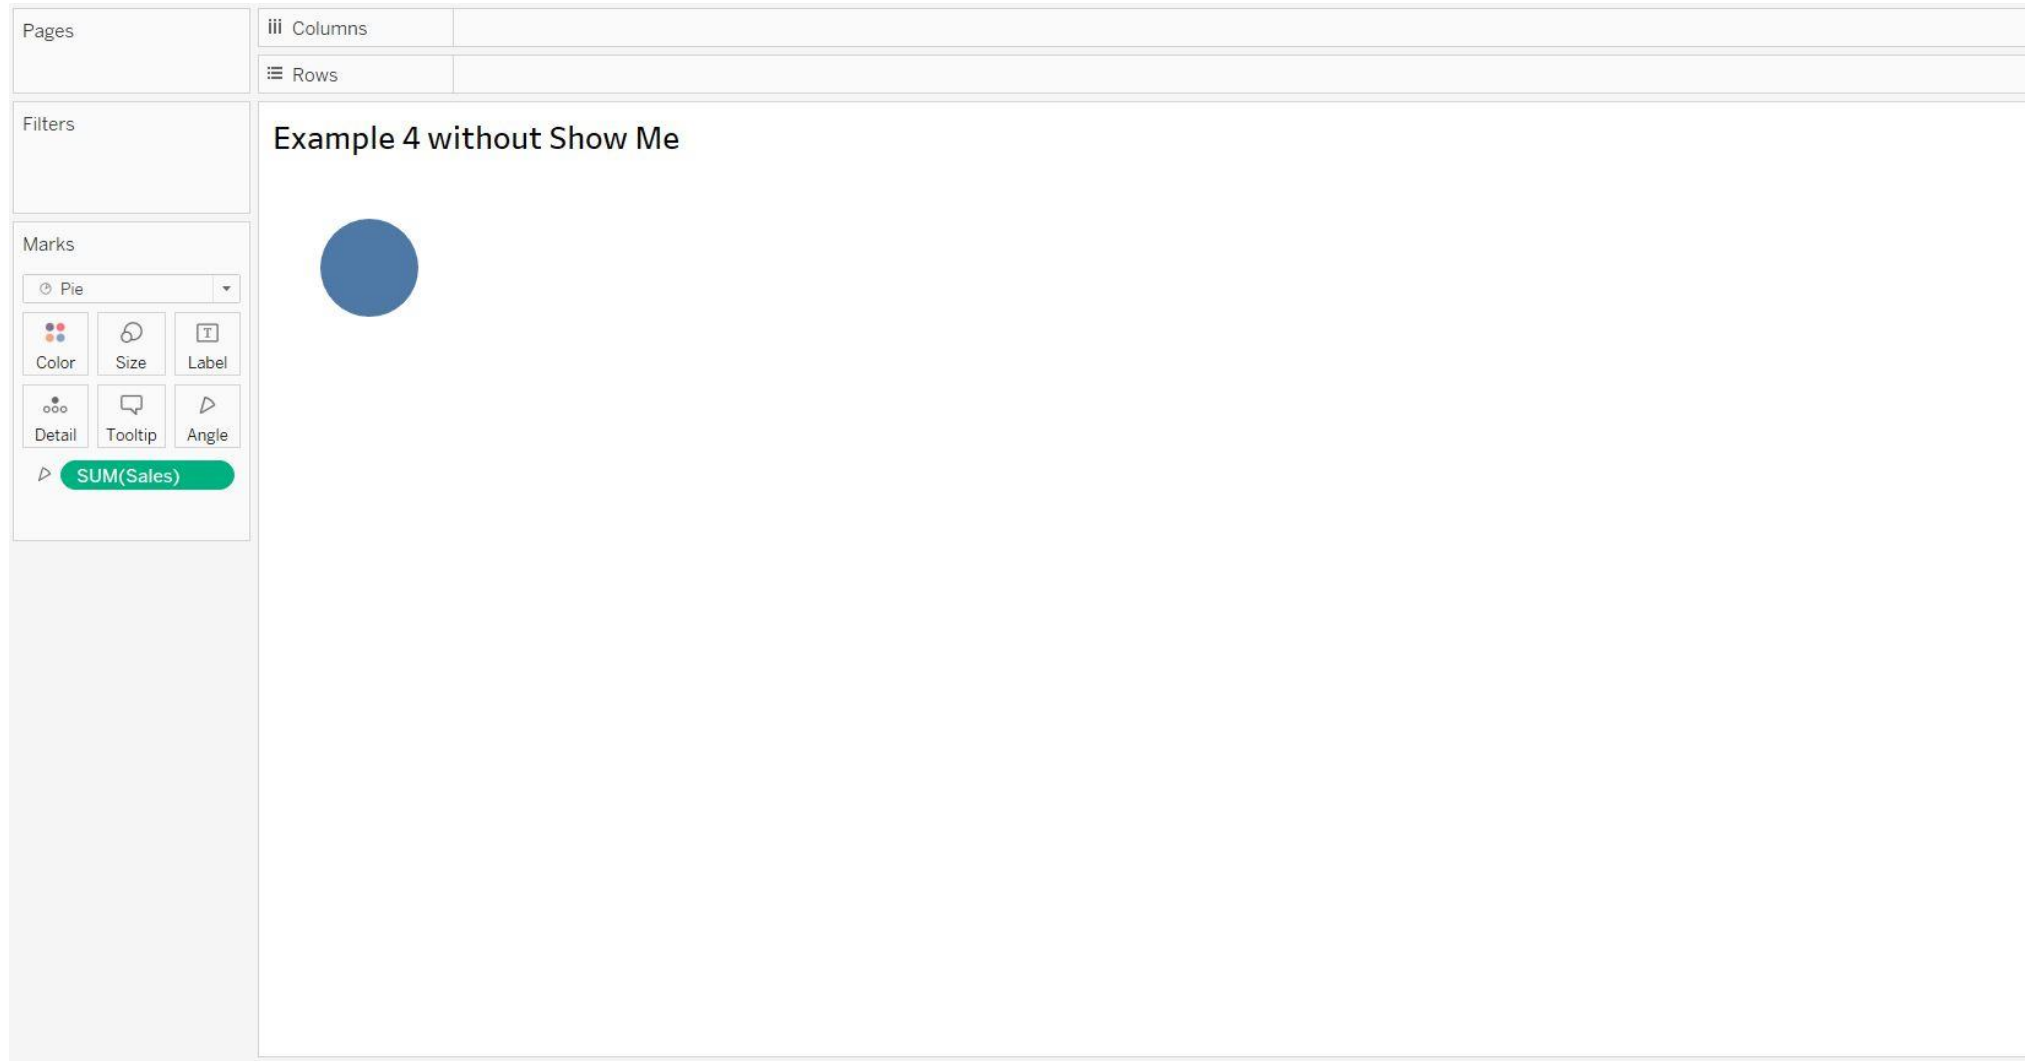 Pages
Columns
Rows
Filters
Example 4 without Show Me
Marks
Pie
Color Size Label
Detail Tooltip Angle
SUM(Sales)